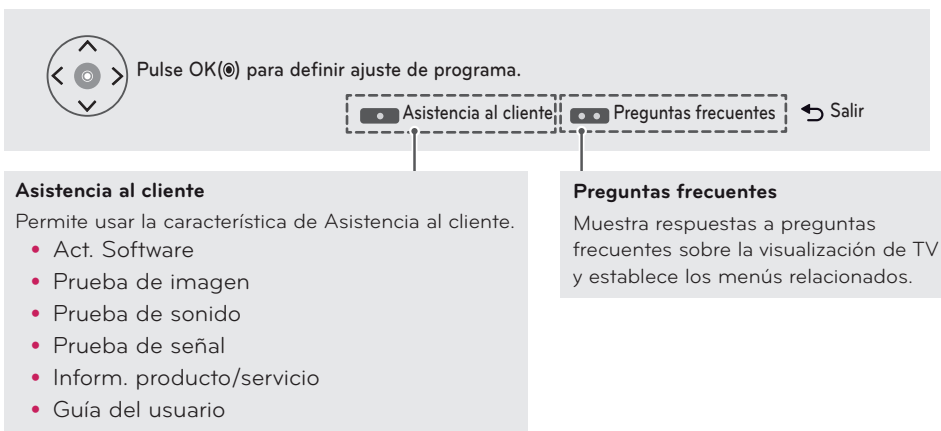 Pulse OK(◉) para definir ajuste de programa.
Asistencia al cliente Preguntas frecuentes Salir
Asistencia al cliente
Permite usar la característica de Asistencia al cliente.
• Act. Software
• Prueba de imagen
• Prueba de sonido
• Prueba de señal
• Inform. producto/servicio
• Guía del usuario
Preguntas frecuentes
Muestra respuestas a preguntas
frecuentes sobre la visualización de TV
y establece los menús relacionados.